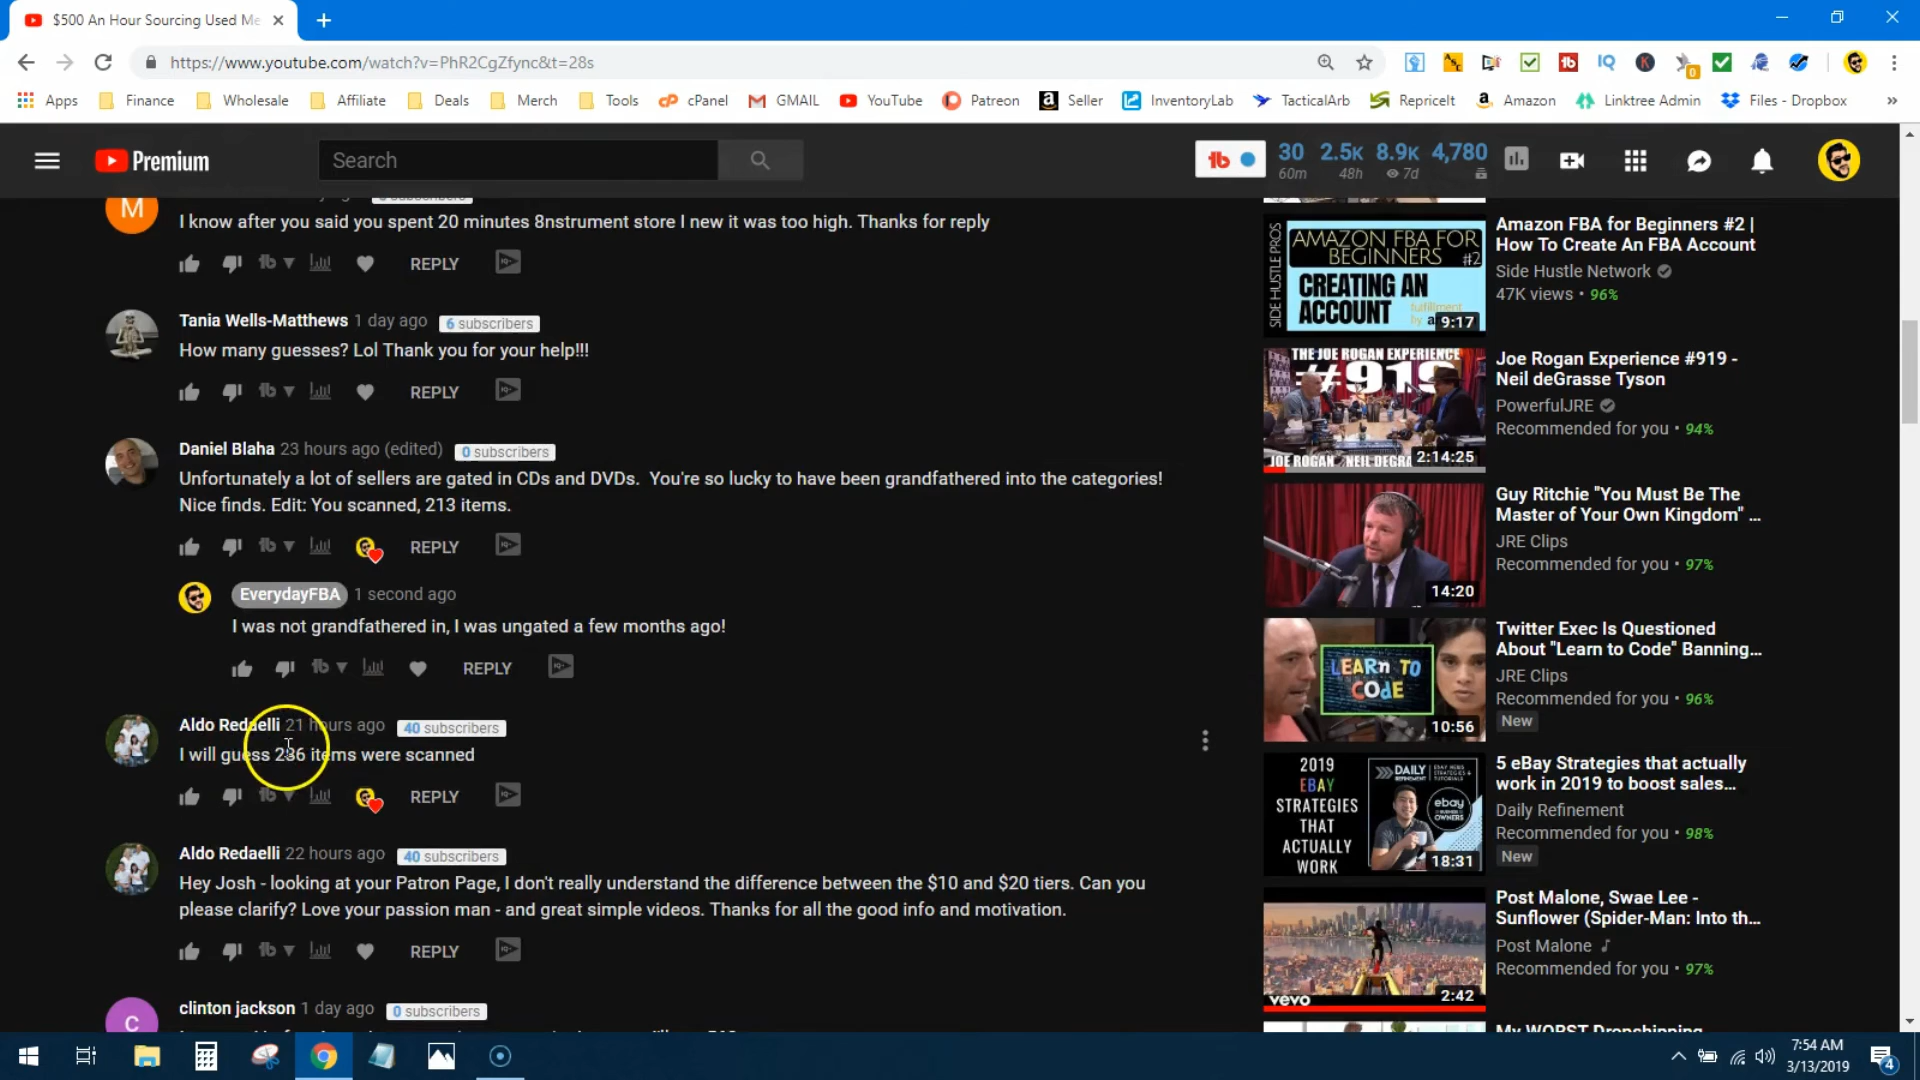 $500 An Hour Sourcing Used Me
https://www.youtube.com/watch?v=PhR2CgZfync&t=28s
Apps
Finance
Wholesale
Affiliate
Deals
Merch
Tools
cPanel
GMAIL
YouTube
Patreon
Seller
InventoryLab
TacticalArb
RepriceIt
Amazon
Linktree Admin
Files - Dropbox
Premium
Search
30 2.5K 8.9K 4,780
60m 48h 7d
M
I know after you said you spent 20 minutes 8nstrument store I new it was too high. Thanks for reply
REPLY
Tania Wells-Matthews 1 day ago 6 subscribers
How many guesses? Lol Thank you for your help!!!
REPLY
Daniel Blaha 23 hours ago (edited) 0 subscribers
Unfortunately a lot of sellers are gated in CDs and DVDs. You're so lucky to have been grandfathered into the categories!
Nice finds. Edit: You scanned, 213 items.
REPLY
EverydayFBA 1 second ago
I was not grandfathered in, I was ungated a few months ago!
REPLY
Aldo Redaelli 21 hours ago 40 subscribers
I will guess 286 items were scanned
REPLY
Aldo Redaelli 22 hours ago 40 subscribers
Hey Josh - looking at your Patron Page, I don't really understand the difference between the $10 and $20 tiers. Can you
please clarify? Love your passion man - and great simple videos. Thanks for all the good info and motivation.
REPLY
C
clinton jackson 1 day ago 0 subscribers
SIDE HUSTLE PROS
AMAZON FBA FOR
BEGINNERS #2
CREATING AN
ACCOUNT
fulfillment
by
9:17
Amazon FBA for Beginners #2 |
How To Create An FBA Account
Side Hustle Network
47K views • 96%
THE JOE ROGAN EXPERIENCE
#919
JOE ROGAN NEIL DEGRA
2:14:25
Joe Rogan Experience #919 -
Neil deGrasse Tyson
PowerfulJRE
Recommended for you • 94%
14:20
Guy Ritchie "You Must Be The
Master of Your Own Kingdom" ...
JRE Clips
Recommended for you • 97%
LEARN TO
CODE
10:56
Twitter Exec Is Questioned
About "Learn to Code" Banning...
JRE Clips
Recommended for you • 96%
New
2019
EBAY
STRATEGIES
THAT
ACTUALLY
WORK
DAILY
ebay
18:31
5 eBay Strategies that actually
work in 2019 to boost sales...
Daily Refinement
Recommended for you • 98%
New
vevo
2:42
Post Malone, Swae Lee -
Sunflower (Spider-Man: Into th...
Post Malone
Recommended for you • 97%
My WORST Dropshipping
7:54 AM
3/13/2019
4